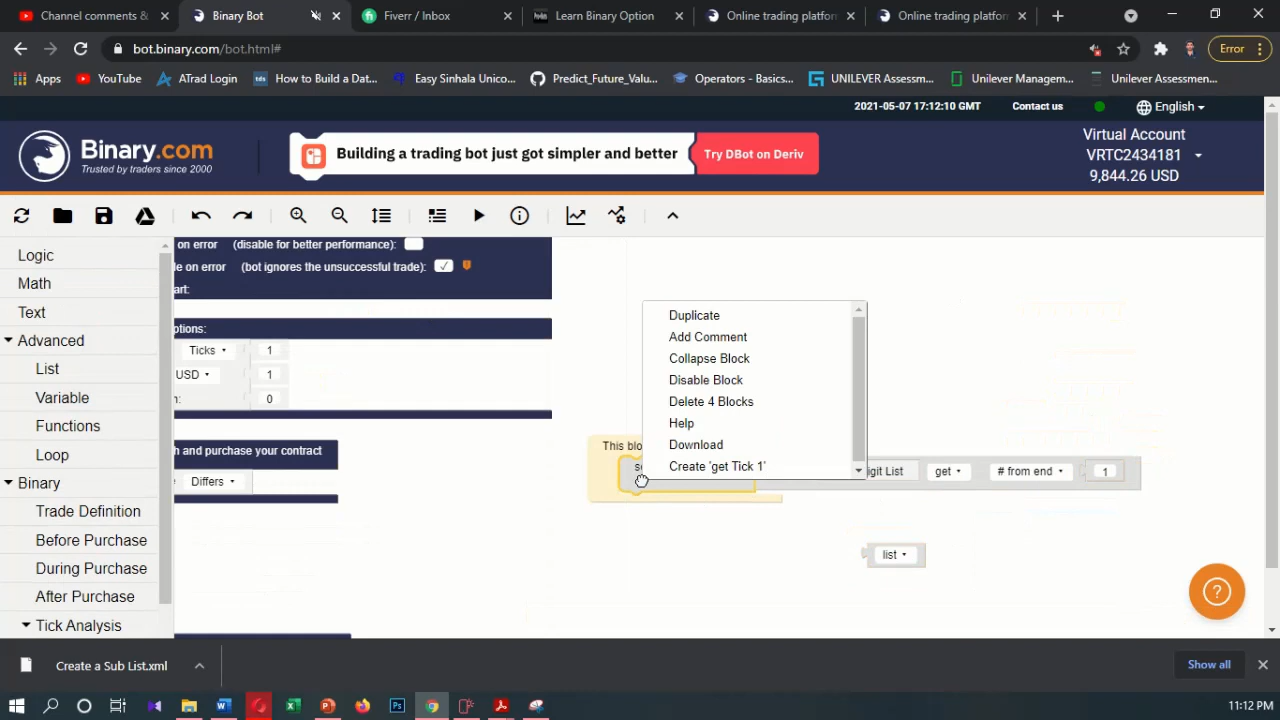 Channel comments &
Binary Bot
Fiverr / Inbox
Learn Binary Option
Online trading platform
Online trading platform
bot.binary.com/bot.html#
Error
Apps
YouTube
ATrad Login
How to Build a Dat...
Easy Sinhala Unico...
Predict_Future_Valu...
Operators - Basics...
UNILEVER Assessm...
Unilever Managem...
Unilever Assessmen...
2021-05-07 17:12:10 GMT
Contact us
English
Binary.com
Trusted by traders since 2000
Building a trading bot just got simpler and better
Try DBot on Deriv
Virtual Account
VRTC2434181
9,844.26 USD
Logic
Math
Text
Advanced
List
Variable
Functions
Loop
Binary
Trade Definition
Before Purchase
During Purchase
After Purchase
Tick Analysis
on error (disable for better performance):
le on error (bot ignores the unsuccessful trade):
art:
ptions:
Ticks 1
USD 1
n: 0
h and purchase your contract
e Differs
Duplicate
Add Comment
Collapse Block
Disable Block
Delete 4 Blocks
Help
Download
Create 'get Tick 1'
This blo
se
igit List get # from end 1
list
Create a Sub List.xml
Show all
11:12 PM